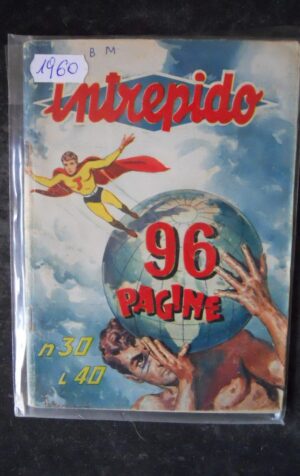 1960
B M
intrepido
96
PAGINE
n 30
L 40